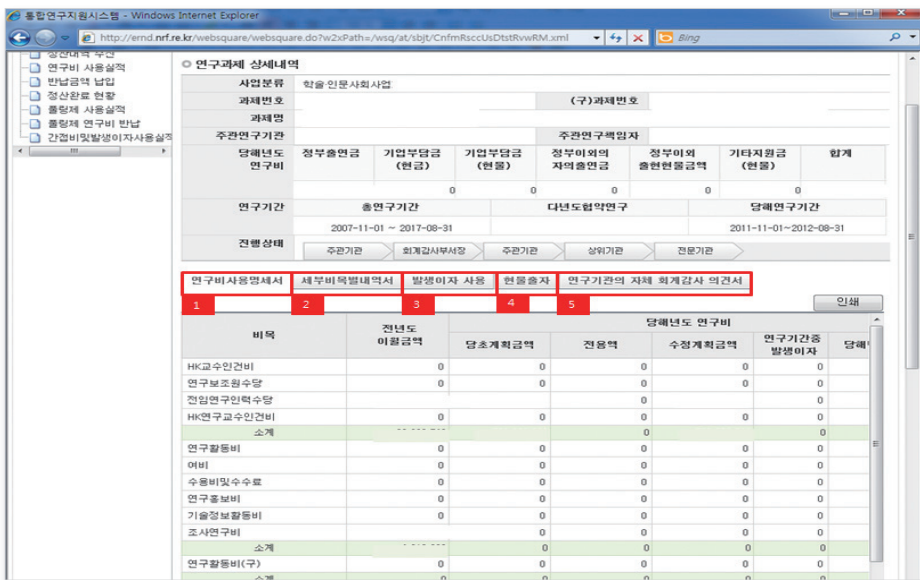 통합연구지원시스템 - Windows Internet Explorer
http://ernd.nrf.re.kr/websquare/websquare.do?w2xPath=/wsq/at/sbjt/CnfmRsccUsDtstRvwRM.xml
Bing
연구비 사용실적
반납금액 납입
정산완료 현황
풀링제 사용실적
풀링제 연구비 반납
간접비및발생이자사용실적
연구과제 상세내역
사업분류 학술·인문사회사업
과제번호 (구)과제번호
과제명
주관연구기관 주관연구책임자
당해년도 연구비 정부출연금 기업부담금 (현금) 기업부담금 (현물) 정부이외의 자의출연금 정부이외 출현현물금액 기타지원금 (현물) 합계
0 0 0 0 0
연구기간 총연구기간 다년도협약연구 당해연구기간
2007-11-01 ~ 2017-08-31 2011-11-01~2012-08-31
진행상태 주관기관 회계감사부서장 주관기관 상위기관 전문기관
연구비사용명세서 세부비목별내역서 발생이자 사용 현물출자 연구기관의 자체 회계감사 의견서
1 2 3 4 5
인쇄
비목 전년도 이월금액 당해년도 연구비
당초계획금액 전용액 수정계획금액 연구기간중 발생이자
HK교수인건비 0 0 0 0 0
연구보조원수당 0 0 0 0 0
전임연구인력수당 0 0
HK연구교수인건비 0 0 0 0 0
소계 0 0
연구활동비 0 0 0 0 0
여비 0 0 0 0 0
수용비및수수료 0 0 0 0 0
연구홍보비 0 0 0 0 0
기술정보활동비 0 0 0 0 0
조사연구비 0 0 0 0
소계 0 0 0 0
연구활동비(구) 0 0 0 0 0
소계 0 0 0 0 0